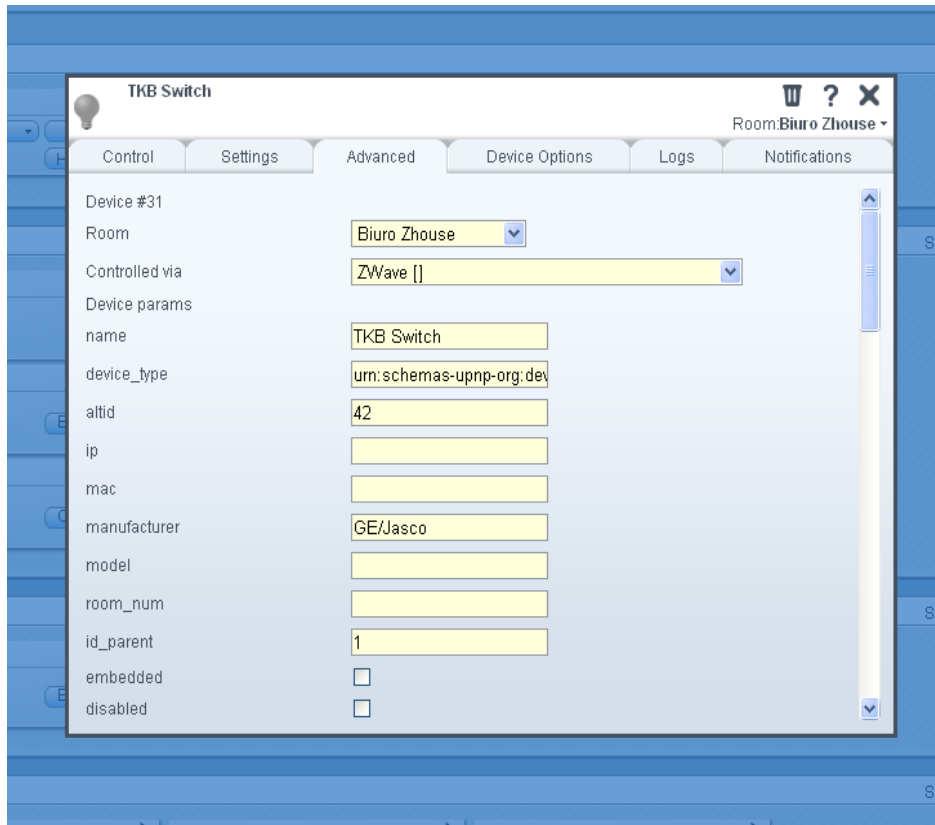 TKB Switch
?
Room:Biuro Zhouse
Control Settings Advanced Device Options Logs Notifications
Device #31
Room Biuro Zhouse
Controlled via ZWave []
Device params
name TKB Switch
device_type urn:schemas-upnp-org:dev
altid 42
ip
mac
manufacturer GE/Jasco
model
room_num
id_parent 1
embedded
disabled